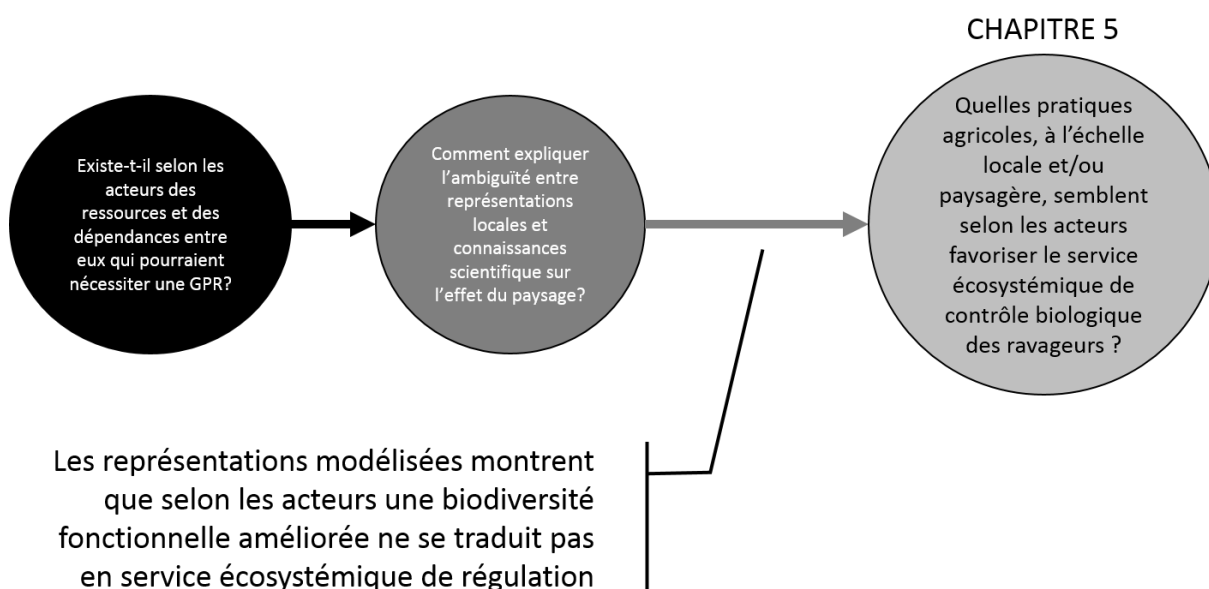 CHAPITRE 5
Existe-t-il selon les
acteurs des
ressources et des
dépendances entre
eux qui pourraient
nécessiter une GPR?
Comment expliquer
l'ambiguïté entre
représentations
locales et
connaissances
scientifique sur
l'effet du paysage?
Quelles pratiques
agricoles, à l'échelle
locale et/ou
paysagère, semblent
selon les acteurs
favoriser le service
écosystémique de
contrôle biologique
des ravageurs ?
Les représentations modélisées montrent
que selon les acteurs une biodiversité
fonctionnelle améliorée ne se traduit pas
en service écosystémique de régulation